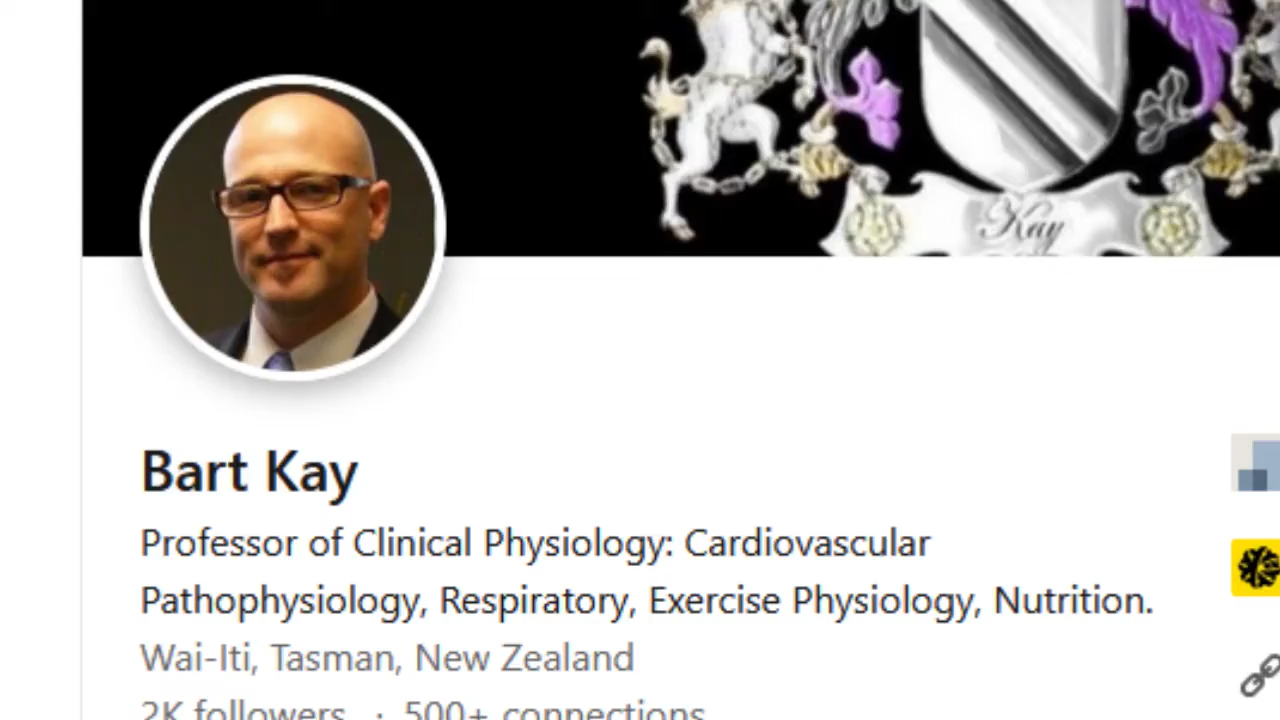 Kay
Bart Kay
Professor of Clinical Physiology: Cardiovascular
Pathophysiology, Respiratory, Exercise Physiology, Nutrition.
Wai-Iti, Tasman, New Zealand
2K followers · 500+ connections